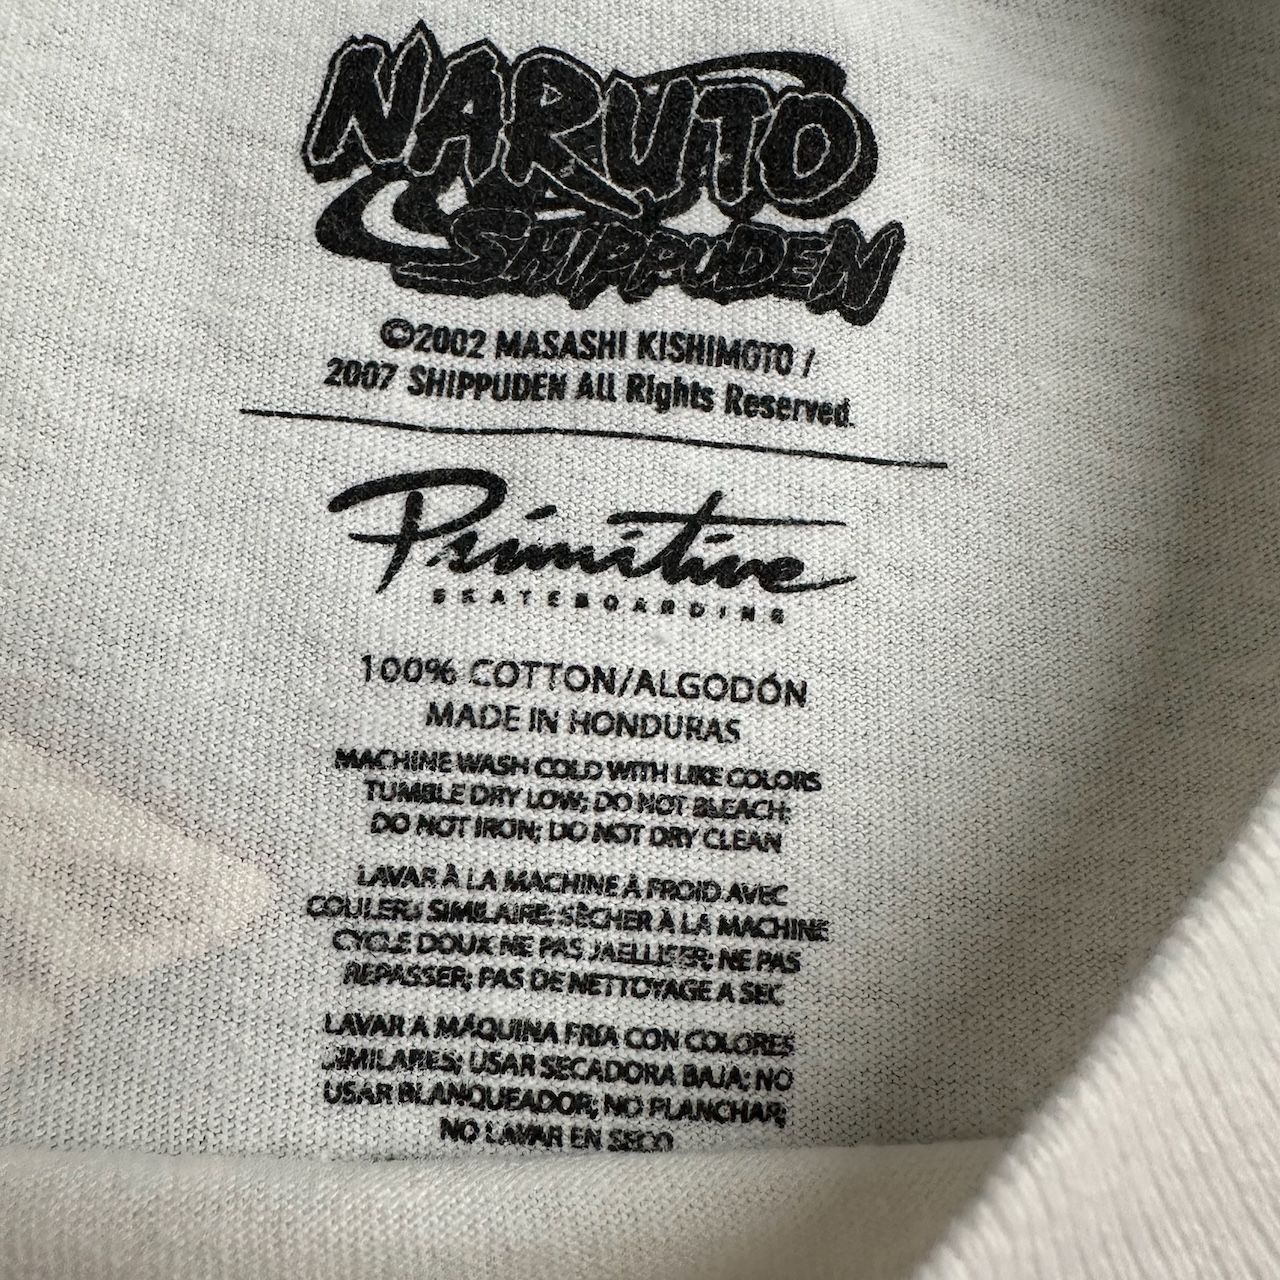 NARUTO
SHIPPUDEN
©2002 MASASHI KISHIMOTO /
2007 SHIPPUDEN All Rights Reserved.
Primitive
SKATEBOARDING
100% COTTON/ALGODÓN
MADE IN HONDURAS
MACHINE WASH COLD WITH LIKE COLORS
TUMBLE DRY LOW; DO NOT BLEACH;
DO NOT IRON; DO NOT DRY CLEAN
LAVAR À LA MACHINE À FROID AVEC
COULERS SIMILAIRE; SÈCHER À LA MACHINE
CYCLE DOUX NE PAS JAELLISER; NE PAS
REPASSER; PAS DE NETTOYAGE A SEC
LAVAR A MÁQUINA FRIA CON COLORES
SIMILARES; USAR SECADORA BAJA; NO
USAR BLANQUEADOR; NO PLANCHAR;
NO LAVAR EN SECO